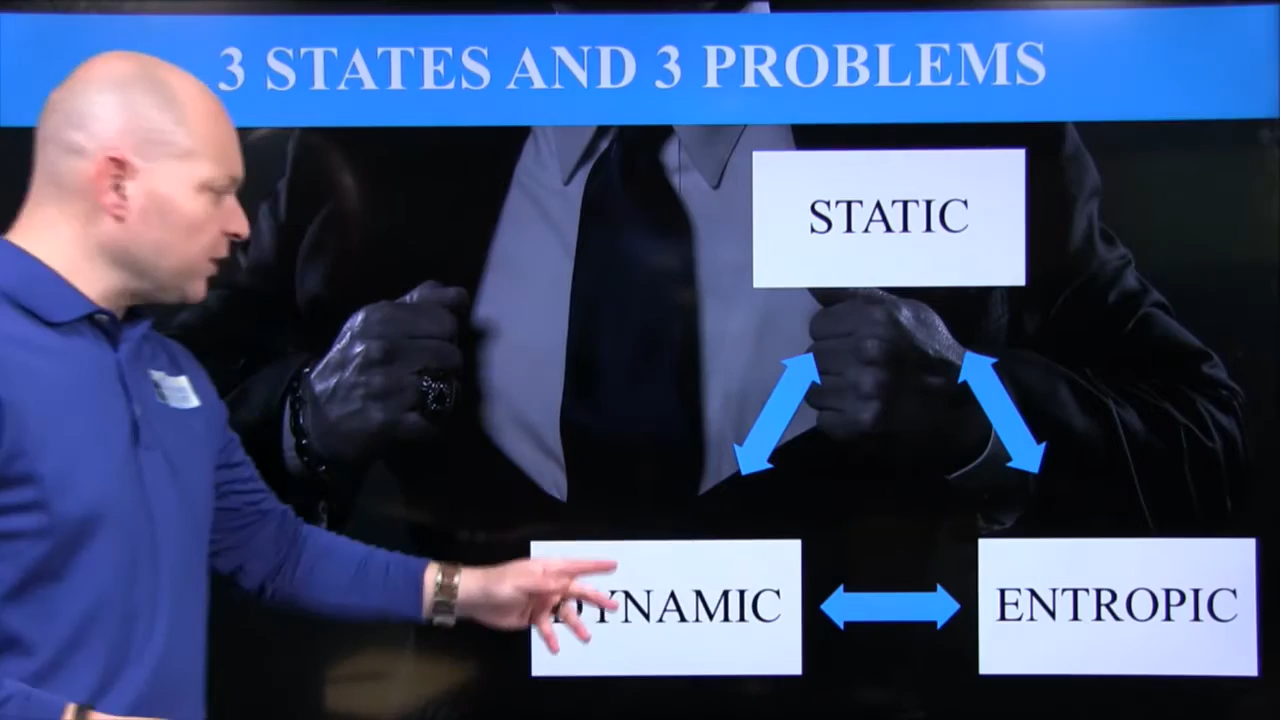 3 STATES AND 3 PROBLEMS
STATIC
DYNAMIC
ENTROPIC